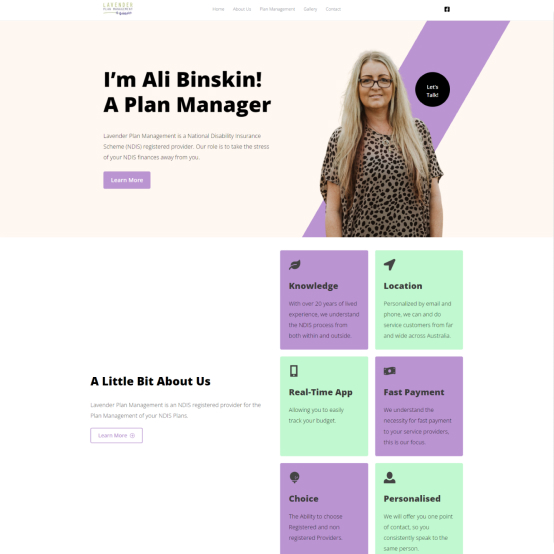 LAVENDER
PLAN MANAGEMENT
Home About Us Plan Management Gallery Contact
I'm Ali Binskin!
A Plan Manager
Let's
Talk!
Lavender Plan Management is a National Disability Insurance
Scheme (NDIS) registered provider. Our role is to take the stress
of your NDIS finances away from you.
Learn More
Knowledge
With over 20 years of lived
experience, we understand
the NDIS process from
both within and outside.
Location
Personalized by email and
phone, we can and do
service customers from far
and wide across Australia.
A Little Bit About Us
Lavender Plan Management is an NDIS registered provider for the
Plan Management of your NDIS Plans.
Learn More
Real-Time App
Allowing you to easily
track your budget.
Fast Payment
We understand the
necessity for fast payment
to your service providers,
this is our focus.
Choice
The Ability to choose
Registered and non
registered Providers.
Personalised
We will offer you one point
of contact, so you
consistently speak to the
same person.